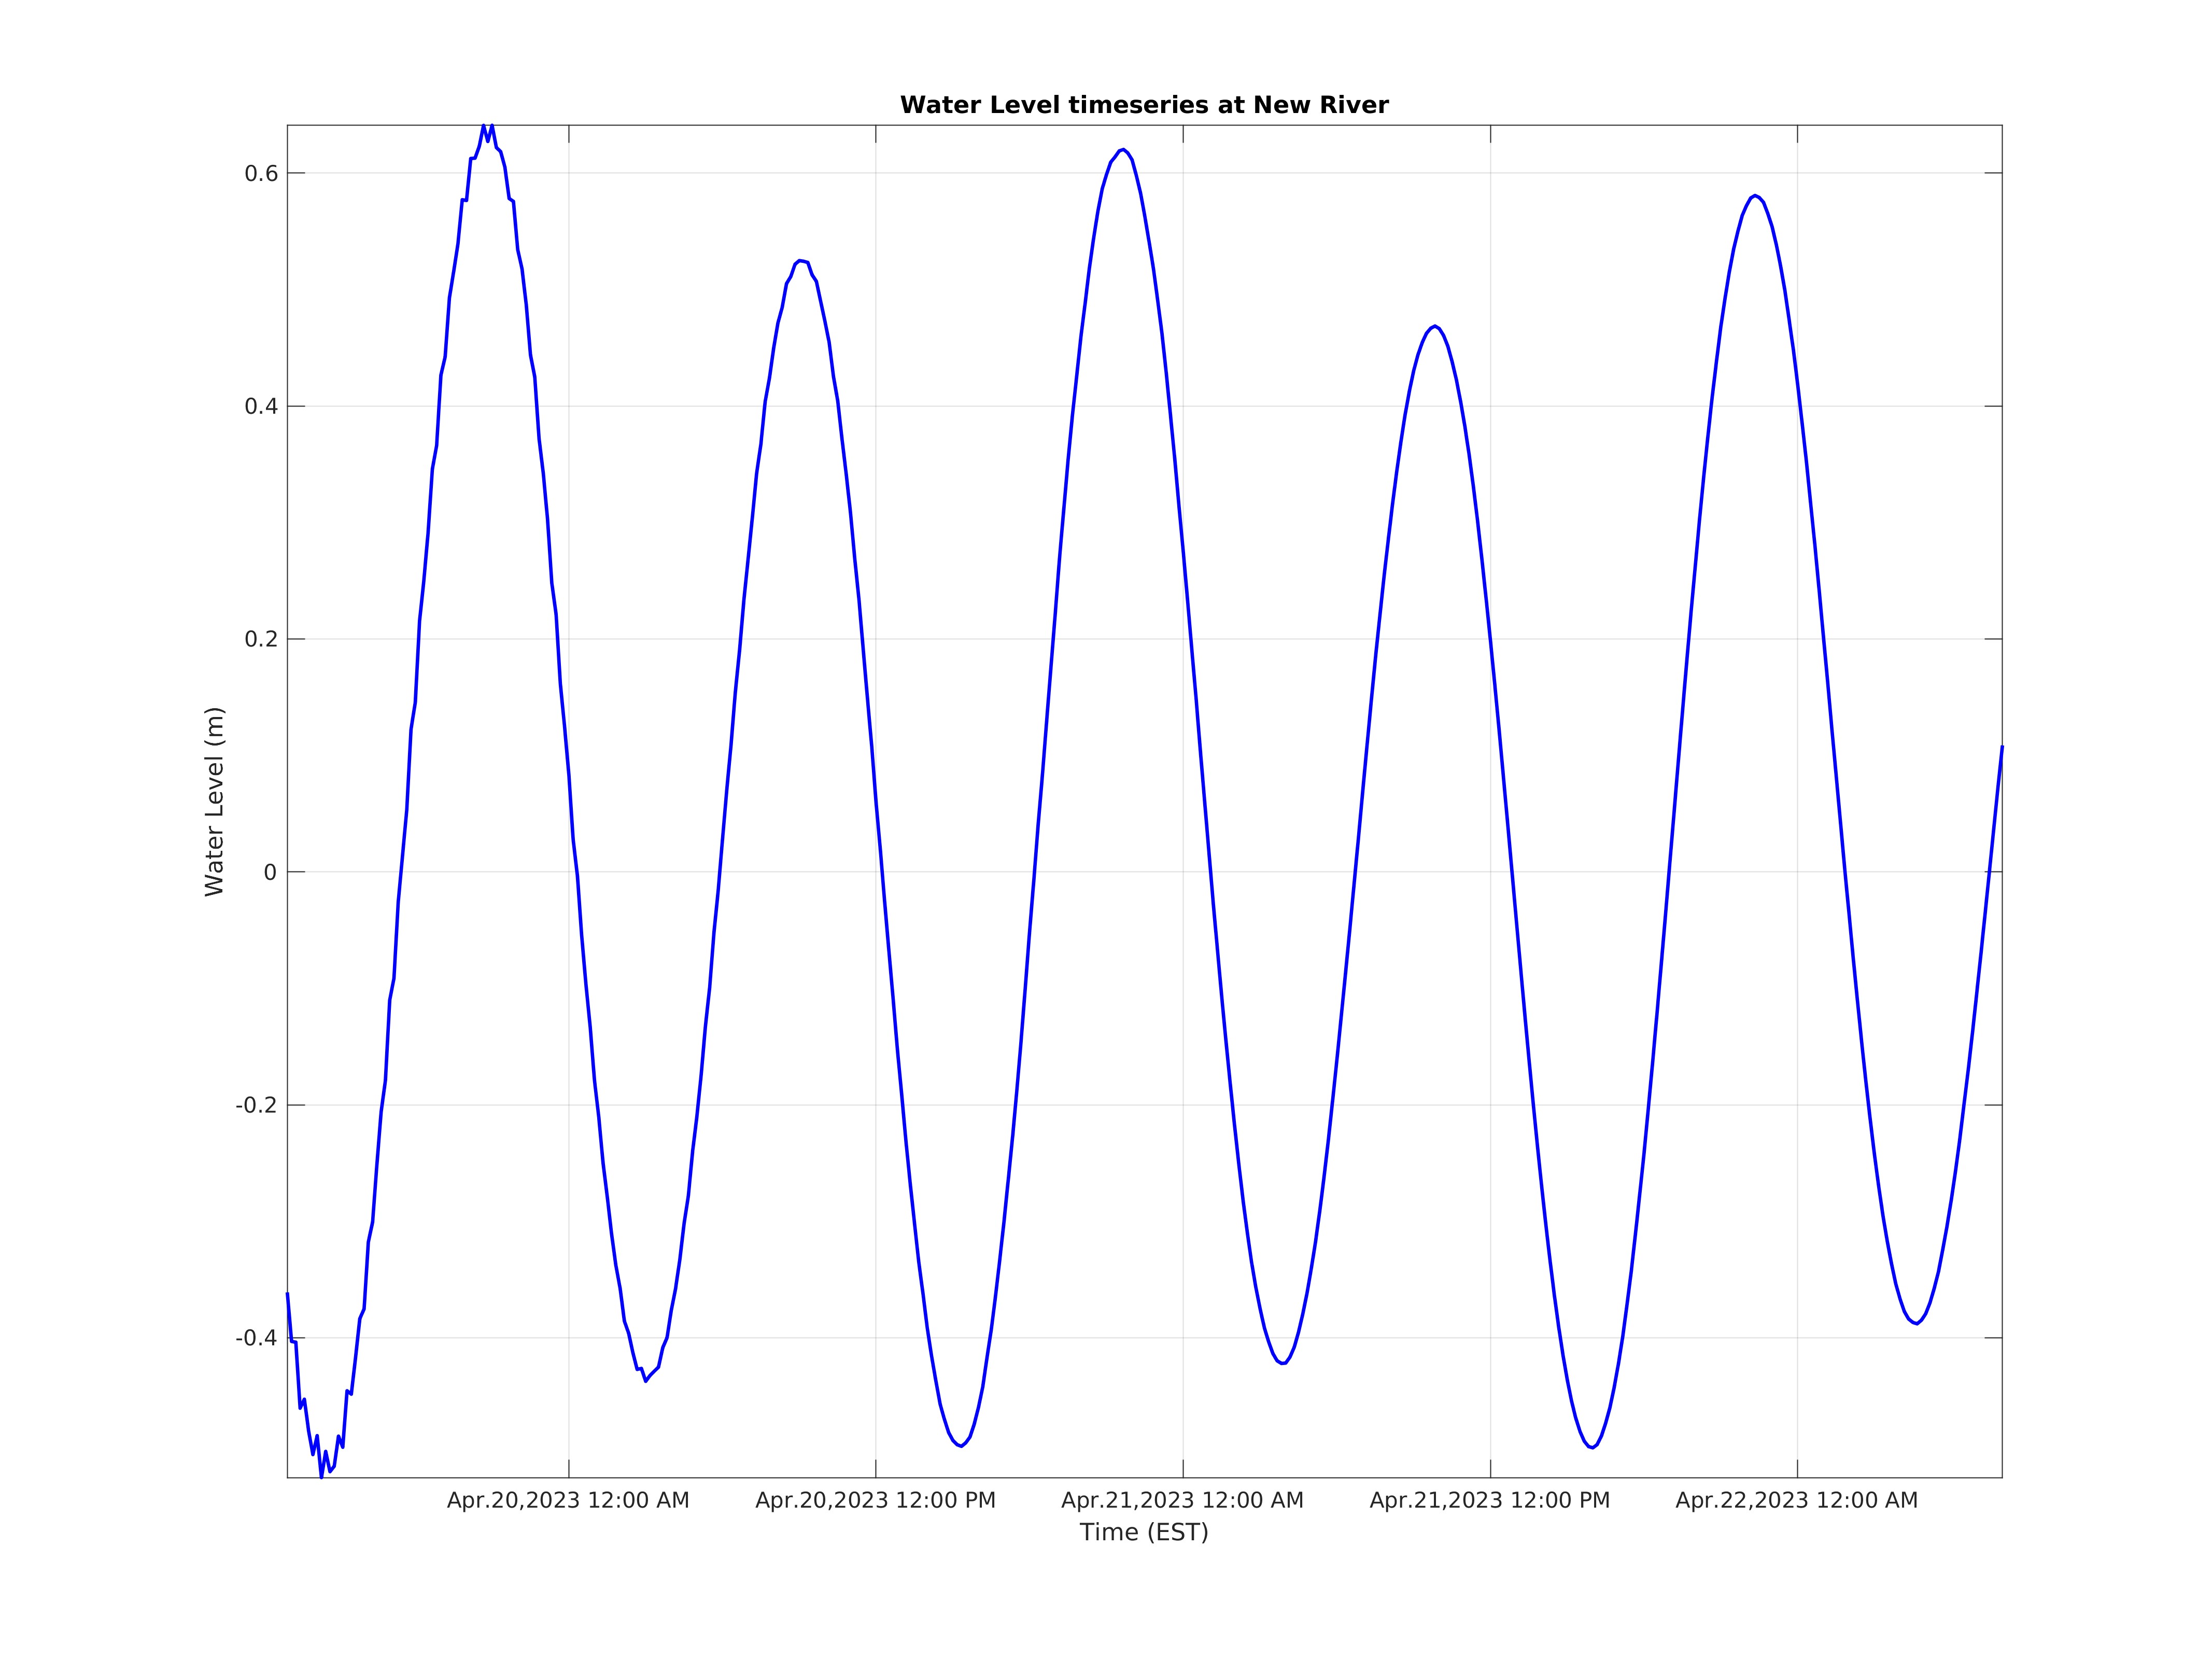 Water Level timeseries at New River
Water Level (m)
0.6
0.4
0.2
0
-0.2
-0.4
Apr.20,2023 12:00 AM
Apr.20,2023 12:00 PM
Apr.21,2023 12:00 AM
Apr.21,2023 12:00 PM
Apr.22,2023 12:00 AM
Time (EST)